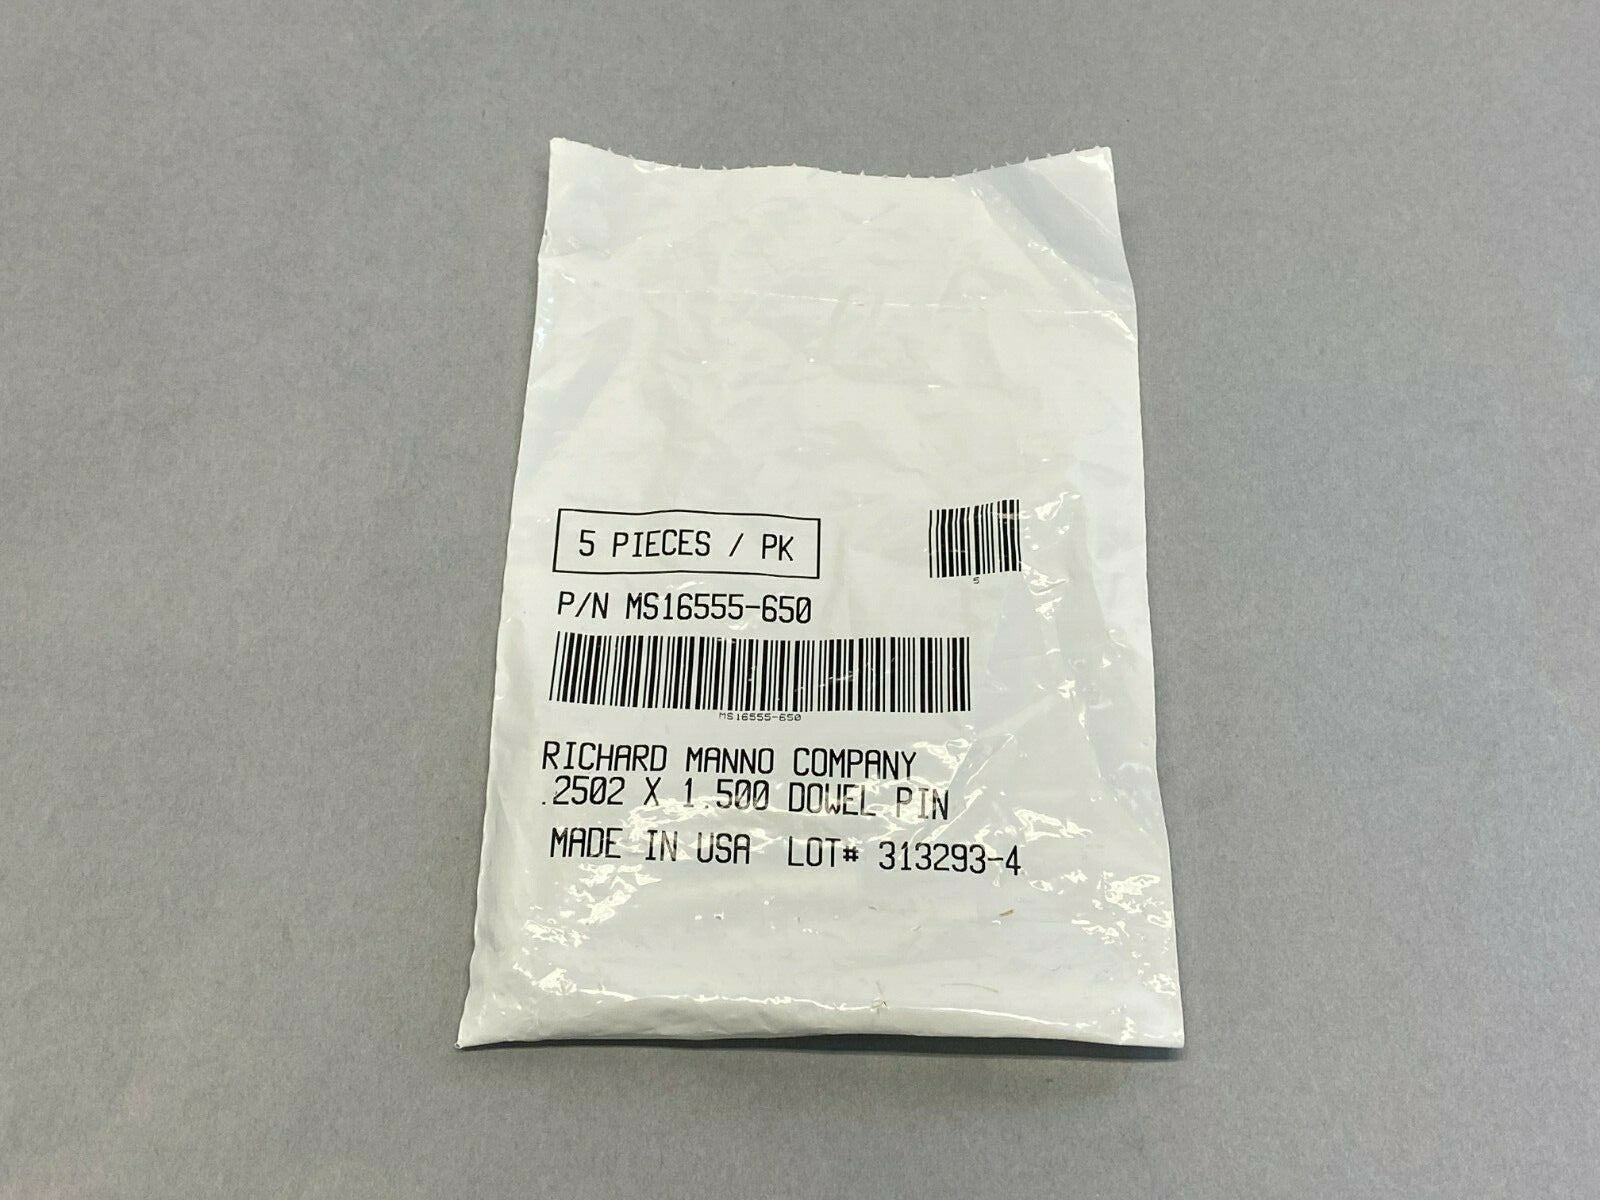 5 PIECES / PK
5
P/N MS16555-650
MS16555-650
RICHARD MANNO COMPANY
.2502 X 1.500 DOWEL PIN
MADE IN USA LOT# 313293-4